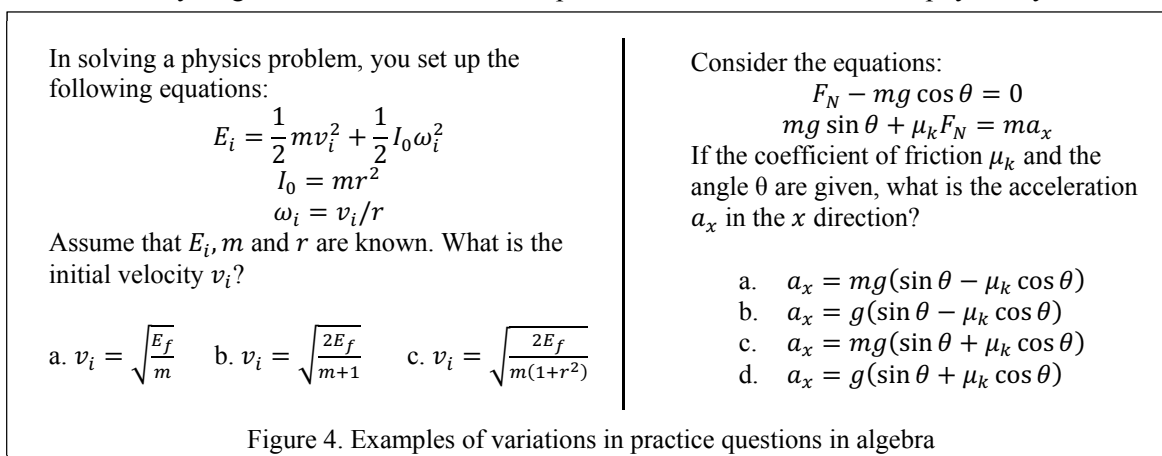 In solving a physics problem, you set up the
following equations:
E_i = 1/2 mv_i^2 + 1/2 I_0 ω_i^2
I_0 = mr^2
ω_i = v_i/r
Assume that E_i, m and r are known. What is the
initial velocity v_i?
a. v_i = √(E_f/m) b. v_i = √(2E_f/(m+1)) c. v_i = √(2E_f/(m(1+r^2)))
Consider the equations:
F_N − mg cos θ = 0
mg sin θ + μ_k F_N = ma_x
If the coefficient of friction μ_k and the
angle θ are given, what is the acceleration
a_x in the x direction?
a. a_x = mg(sin θ − μ_k cos θ)
b. a_x = g(sin θ − μ_k cos θ)
c. a_x = mg(sin θ + μ_k cos θ)
d. a_x = g(sin θ + μ_k cos θ)
Figure 4. Examples of variations in practice questions in algebra